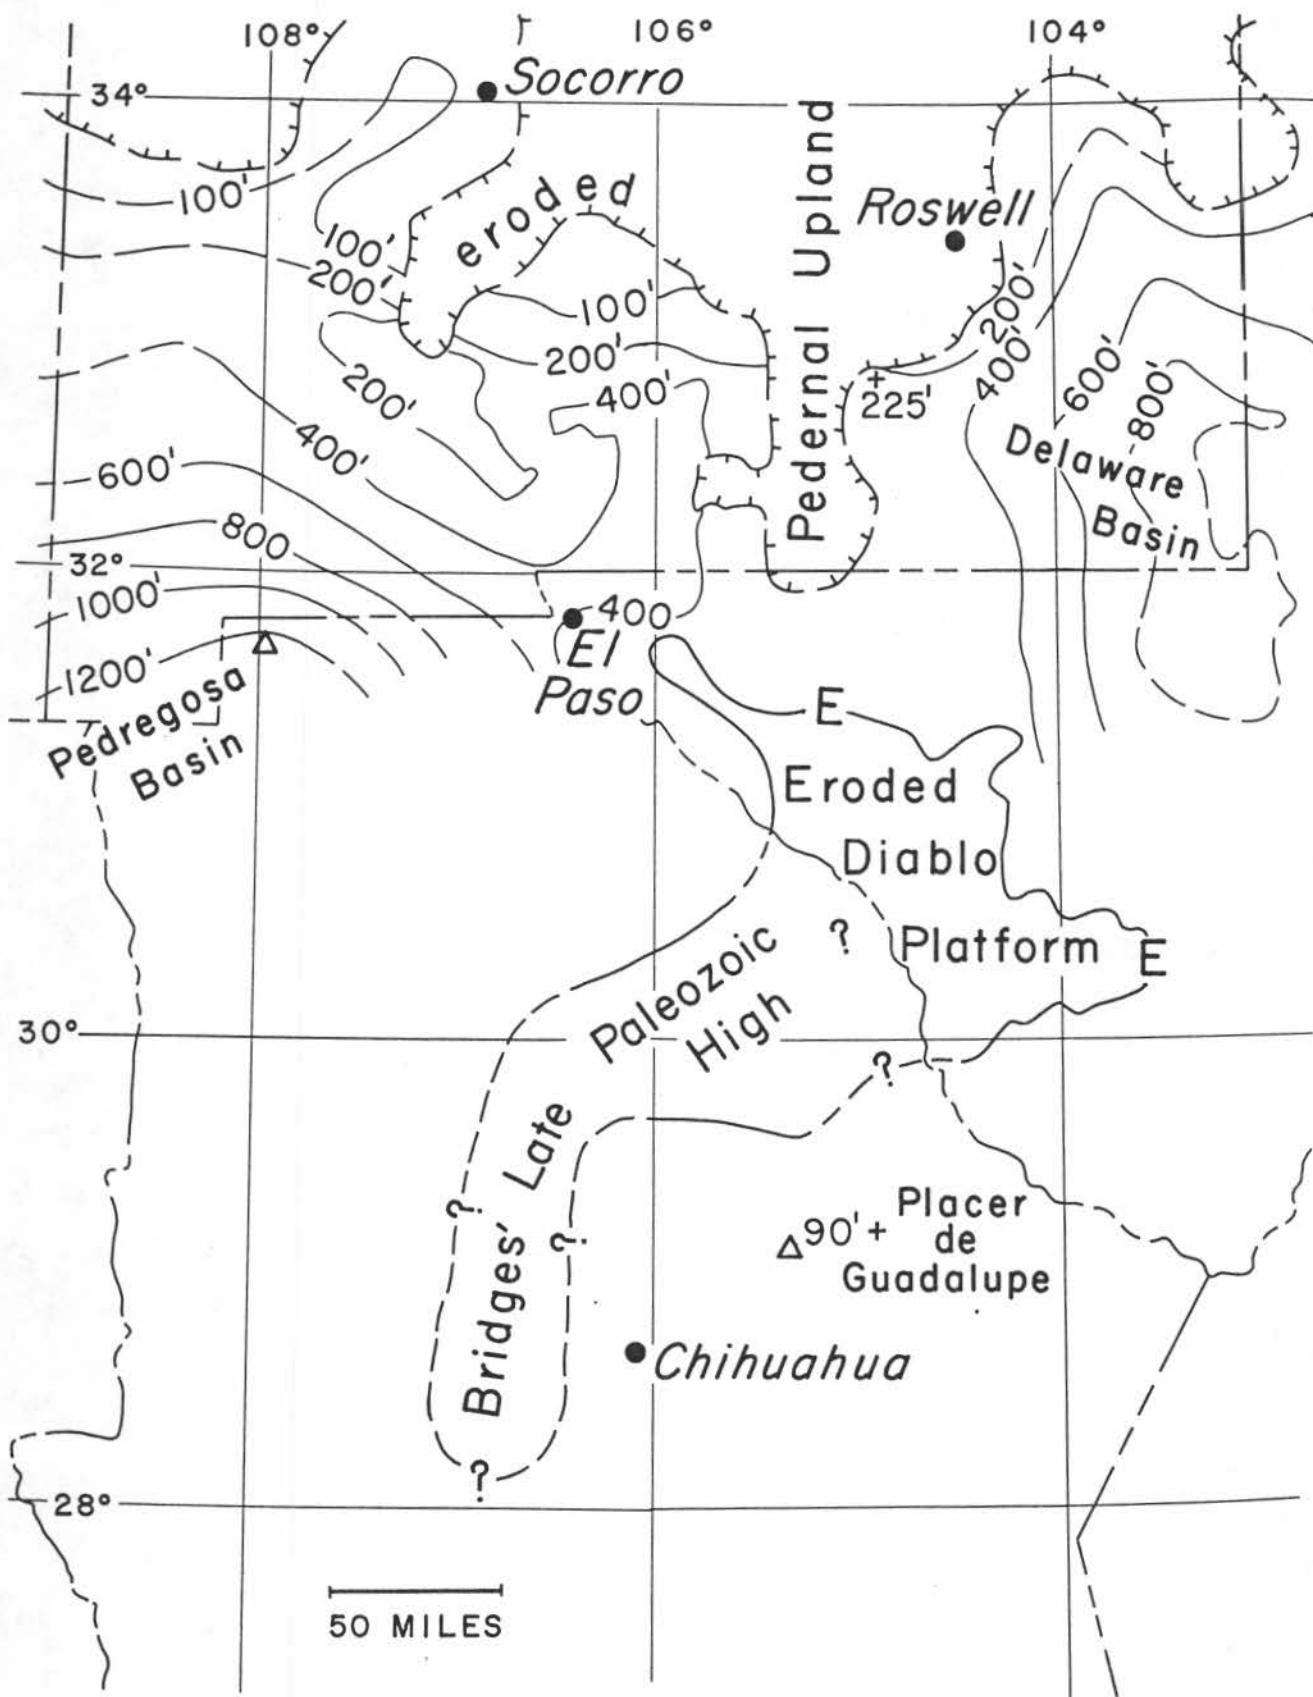 108° 106° 104°
34°
Socorro
100'
eroded
Pedernal Upland
Roswell
100'
200'
100'
200'
200'
400'
200'
400'
225'
400'
600'
800'
600'
400'
Delaware
Basin
800
32°
1000'
400
1200'
El
Paso
Pedregosa
Basin
E
Eroded
Diablo
Platform
E
?
30°
Bridges' Late
Paleozoic
High
?
?
?
?
90'+
Placer
de
Guadalupe
Chihuahua
28°
50 MILES